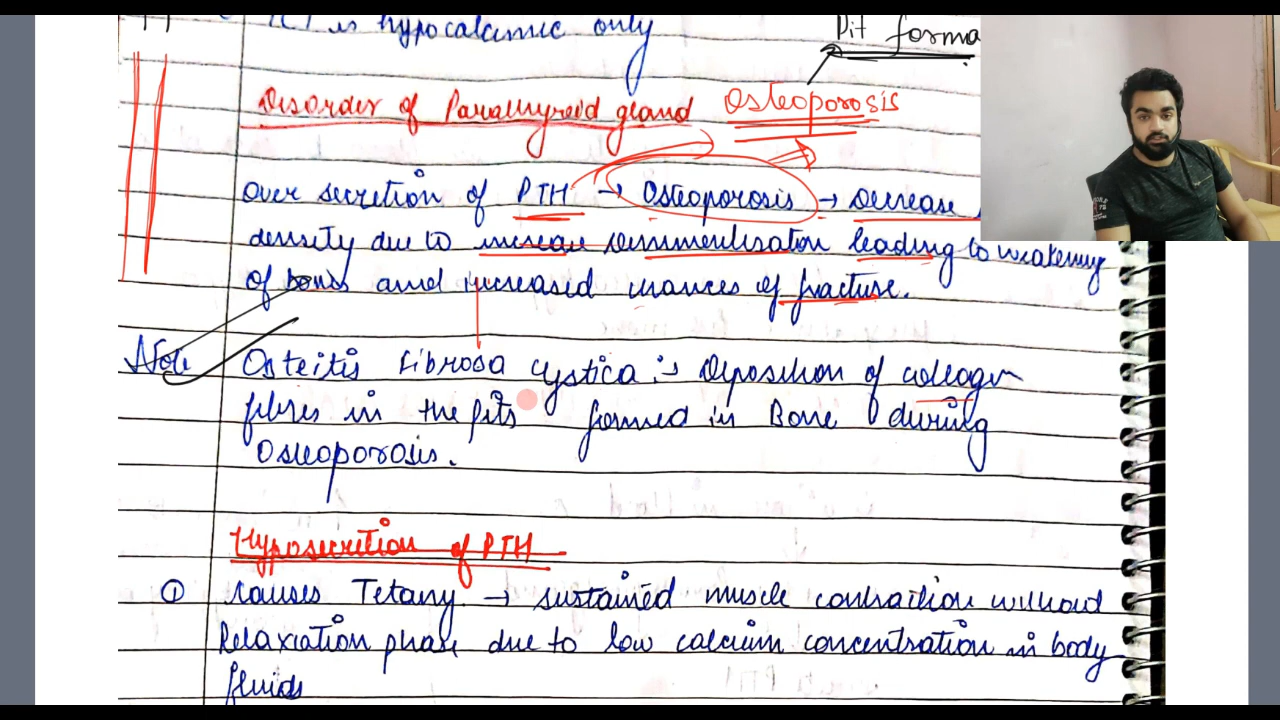 is hypocalcimic only
Pit forma
Disorder of Parathyroid gland Osteoporosis
over secretion of PTH → Osteoporosis → Decrease
density due to increase demineralisation leading to weakening
of bones and increased chances of fracture.
Note Osteitis Fibrosa cystica :→ Deposition of collagen
fibres in the pits formed in Bone during
Osteoporosis.
Hyposecretion of PTH
① causes Tetany → sustained muscle contraction without
Relaxation phase due to low calcium concentration in body
fluids